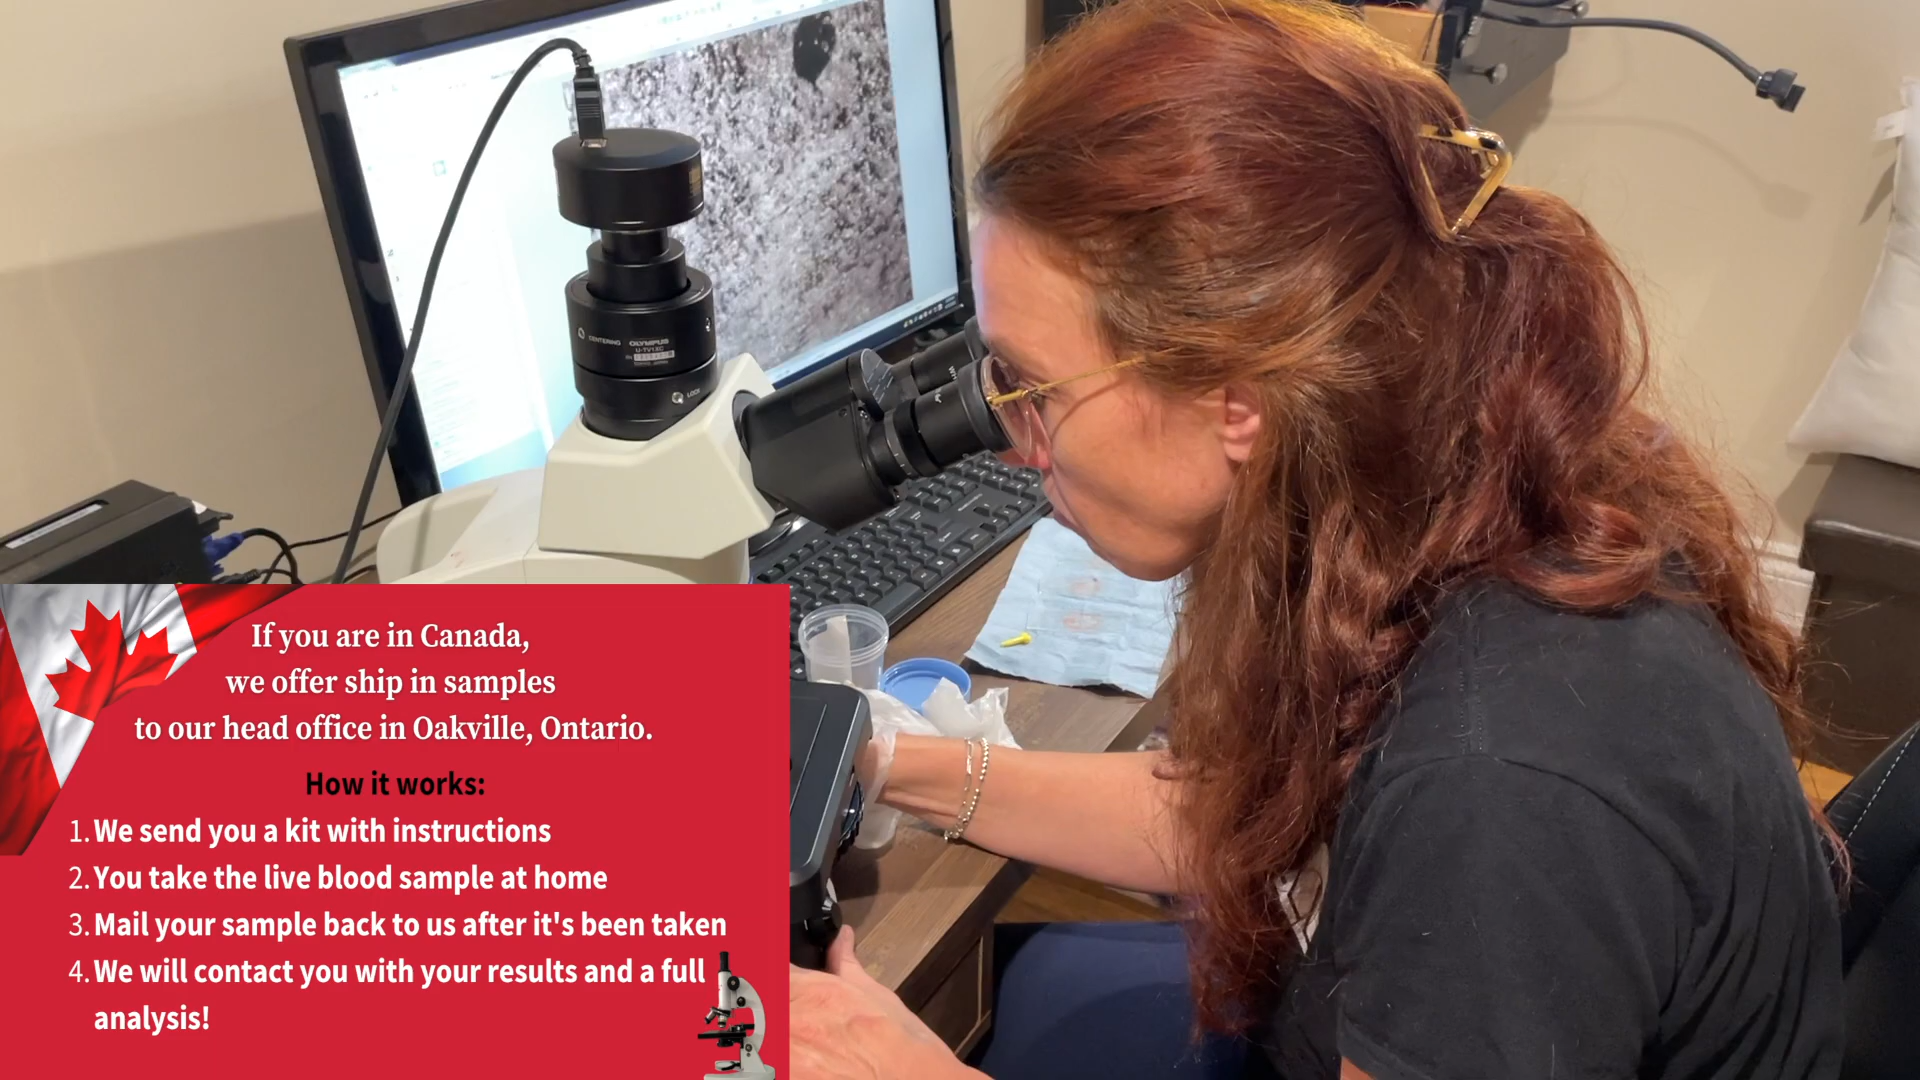 CENTERING OLYMPUS
U-TV1XC
LOCK
If you are in Canada,
we offer ship in samples
to our head office in Oakville, Ontario.
How it works:
1. We send you a kit with instructions
2. You take the live blood sample at home
3. Mail your sample back to us after it's been taken
4. We will contact you with your results and a full
analysis!